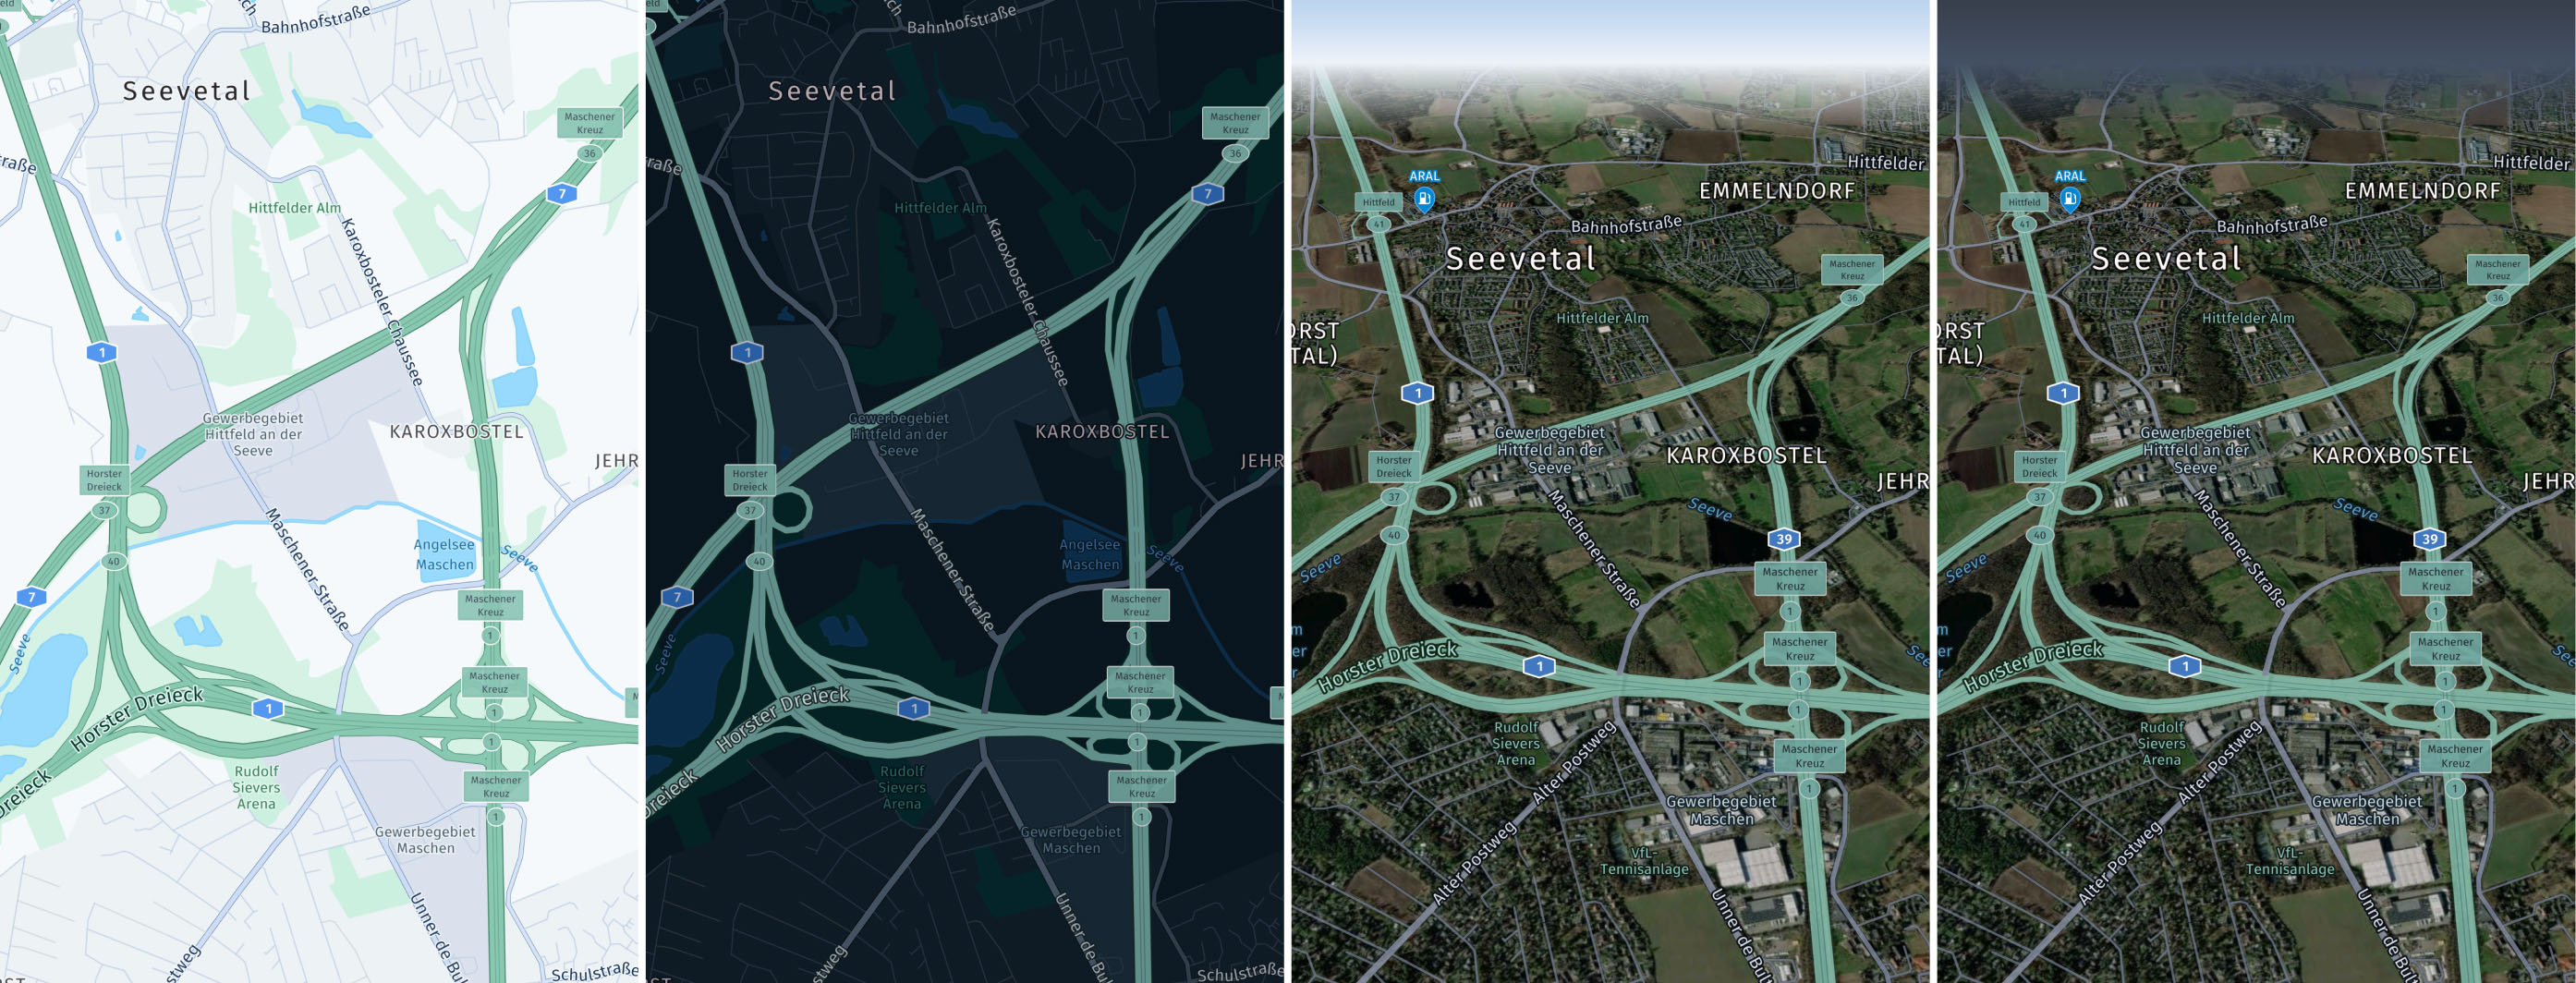 Bahnhofstraße
Seevetal
Maschener
Kreuz
36
7
raße
Hittfelder Alm
Karoxbosteler Chaussee
1
Gewerbegebiet
Hittfeld an der
Seeve
KAROXBOSTEL
JEHR
Horster
Dreieck
37
Maschener Straße
Angelsee
Maschen
Seeve
40
7
Maschener
Kreuz
1
Seeve
Maschener
Kreuz
Horster Dreieck
1
1
1
Rudolf
Sievers
Arena
Maschener
Kreuz
Dreieck
1
Gewerbegebiet
Maschen
Unner de Bult
stweg
Schulstraße
Bahnhofstraße
Seevetal
Maschener
Kreuz
36
7
raße
Hittfelder Alm
Karoxbosteler Chaussee
1
Gewerbegebiet
Hittfeld an der
Seeve
KAROXBOSTEL
JEHR
Horster
Dreieck
37
Maschener Straße
Angelsee
Maschen
Seeve
40
7
Maschener
Kreuz
1
Seeve
Maschener
Kreuz
Horster Dreieck
1
1
1
Rudolf
Sievers
Arena
Maschener
Kreuz
Dreieck
1
Gewerbegebiet
Maschen
Unner de Bult
stweg
Schulstraße
Hittfelder
ARAL
EMMELNDORF
Hittfeld
41
Bahnhofstraße
Seevetal
Maschener
Kreuz
36
Hittfelder Alm
ORST
TAL)
1
Gewerbegebiet
Hittfeld an der
Seeve
KAROXBOSTEL
Horster
Dreieck
JEHR
37
Maschener Straße
Seeve
40
39
Seeve
Maschener
Kreuz
1
Maschener
Kreuz
Horster Dreieck
1
1
1
Rudolf
Sievers
Arena
Alter Postweg
Maschener
Kreuz
1
Gewerbegebiet
Maschen
Alter Postweg
VfL-
Tennisanlage
Unner de Bult
Hittfelder
ARAL
EMMELNDORF
Hittfeld
41
Bahnhofstraße
Seevetal
Maschener
Kreuz
36
Hittfelder Alm
ORST
TAL)
1
Gewerbegebiet
Hittfeld an der
Seeve
KAROXBOSTEL
Horster
Dreieck
JEHR
37
Maschener Straße
Seeve
40
39
Seeve
Maschener
Kreuz
1
Maschener
Kreuz
Horster Dreieck
1
1
1
Rudolf
Sievers
Arena
Alter Postweg
Maschener
Kreuz
1
Gewerbegebiet
Maschen
Alter Postweg
VfL-
Tennisanlage
Unner de Bult